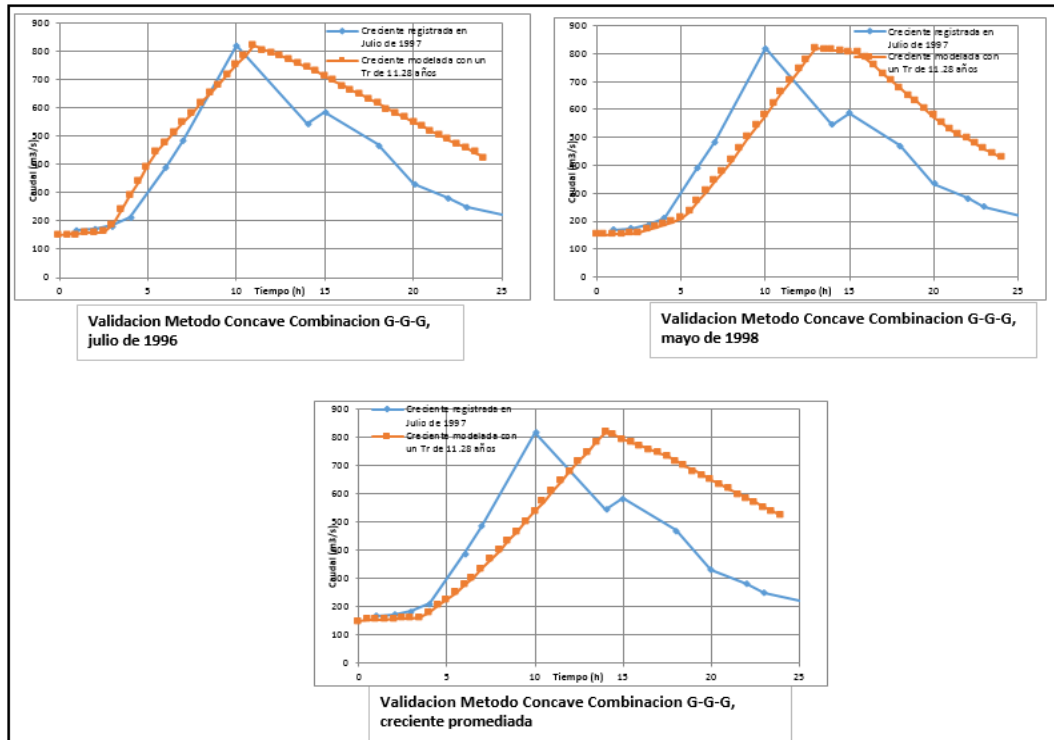 900
800
700
600
500
400
300
200
100
0
Caudal (m3/s)
Creciente registrada en
Julio de 1997
Creciente modelada con
un Tr de 11.28 años
0 5 10 15 20 25
Tiempo (h)
Validacion Metodo Concave Combinacion G-G-G,
julio de 1996
900
800
700
600
500
400
300
200
100
0
Caudal (m3/s)
Creciente registrada en
Julio de 1997
Creciente modelada con
un Tr de 11.28 años
0 5 10 15 20 25
Tiempo (h)
Validacion Metodo Concave Combinacion G-G-G,
mayo de 1998
900
800
700
600
500
400
300
200
100
0
Caudal (m3/s)
Creciente registrada en
Julio de 1997
Creciente modelada con
un Tr de 11.28 años
0 5 10 15 20 25
Tiempo (h)
Validacion Metodo Concave Combinacion G-G-G,
creciente promediada